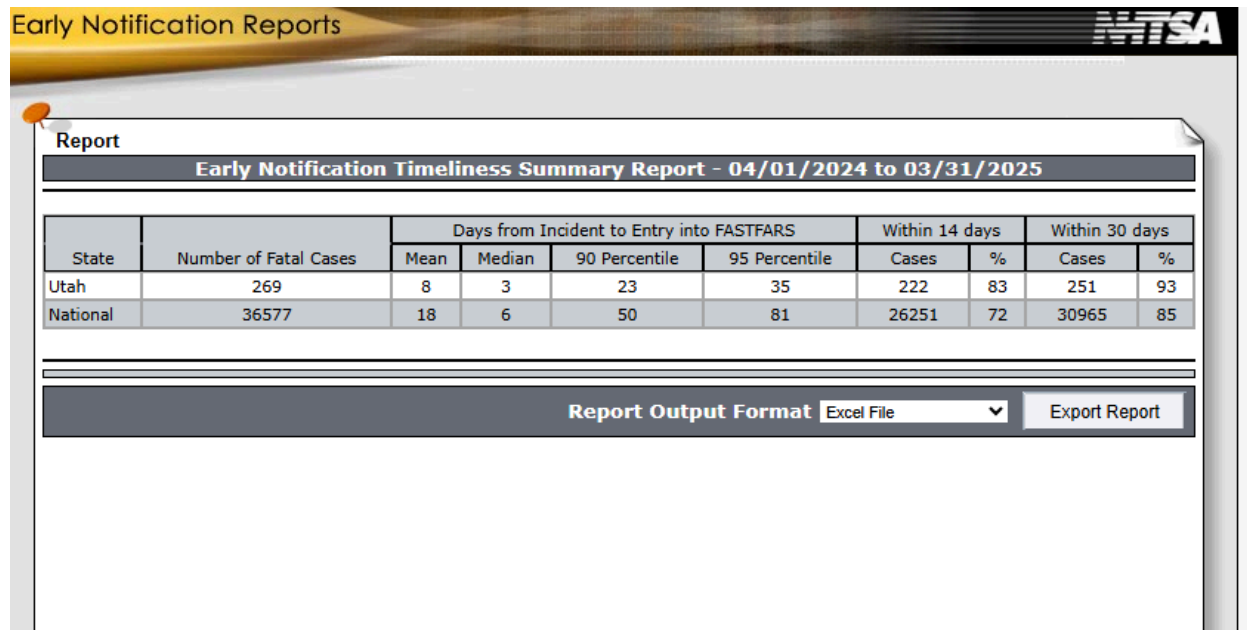 Early Notification Reports
NHTSA
Report
Early Notification Timeliness Summary Report - 04/01/2024 to 03/31/2025
Days from Incident to Entry into FASTFARS Within 14 days Within 30 days
State Number of Fatal Cases Mean Median 90 Percentile 95 Percentile Cases % Cases %
Utah 269 8 3 23 35 222 83 251 93
National 36577 18 6 50 81 26251 72 30965 85
Report Output Format Excel File Export Report